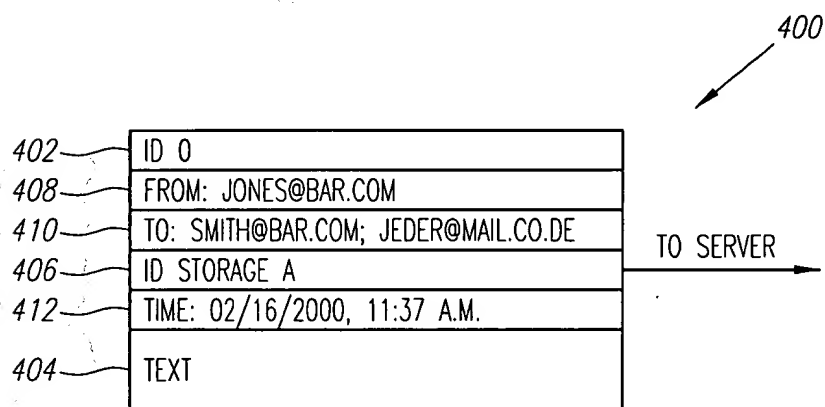 400
402 ID 0
408 FROM: JONES@BAR.COM
410 TO: SMITH@BAR.COM; JEDER@MAIL.CO.DE
TO SERVER
406 ID STORAGE A
412 TIME: 02/16/2000, 11:37 A.M.
404 TEXT